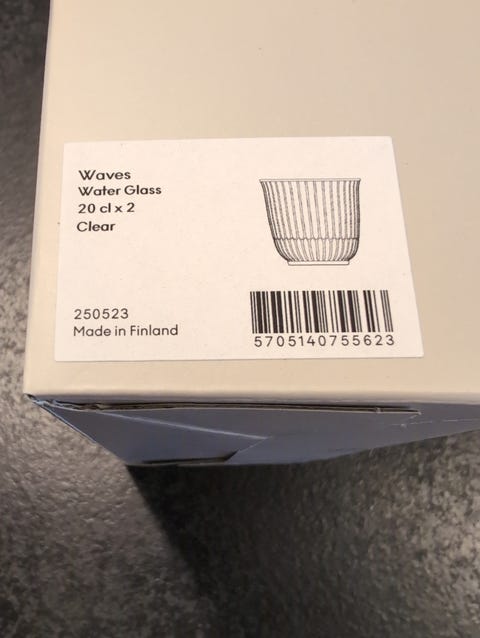 Waves
Water Glass
20 cl x 2
Clear
250523
Made in Finland
5705140755623